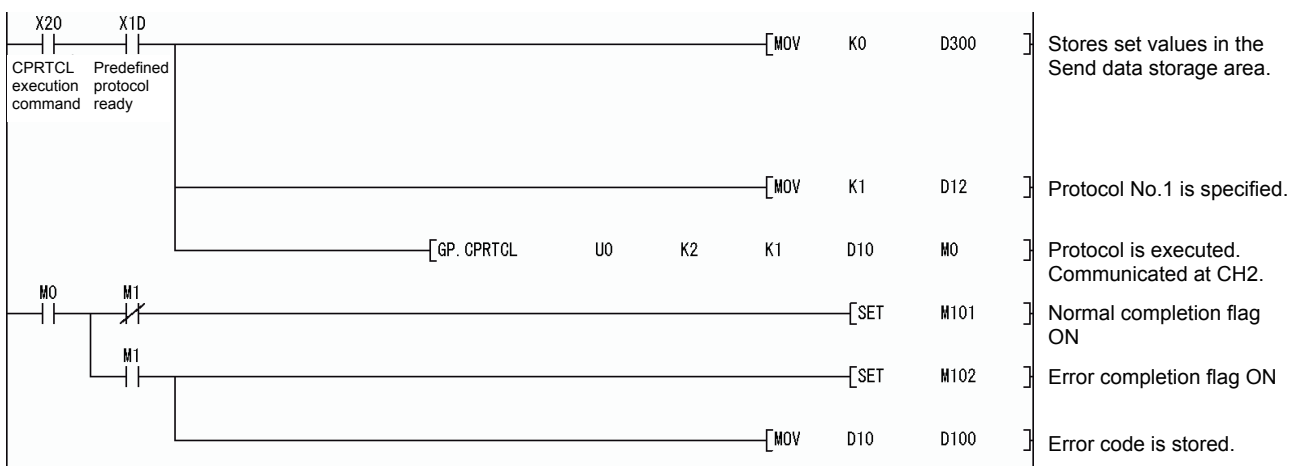 X20 X1D
[MOV K0 D300 ] Stores set values in the
Send data storage area.
CPRTCL Predefined
execution protocol
command ready
[MOV K1 D12 ] Protocol No.1 is specified.
[GP.CPRTCL U0 K2 K1 D10 M0 ] Protocol is executed.
Communicated at CH2.
M0 M1
[SET M101 ] Normal completion flag
ON
M1
[SET M102 ] Error completion flag ON
[MOV D10 D100 ] Error code is stored.